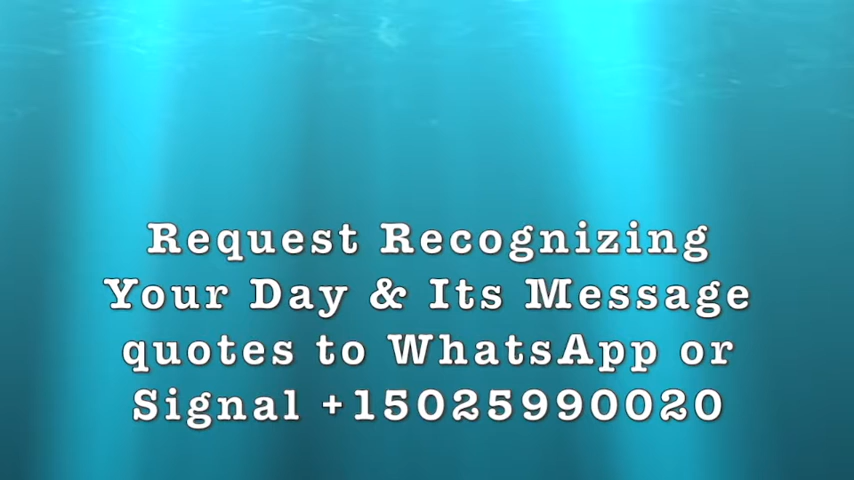 Request Recognizing
Your Day & Its Message
quotes to WhatsApp or
Signal +15025990020